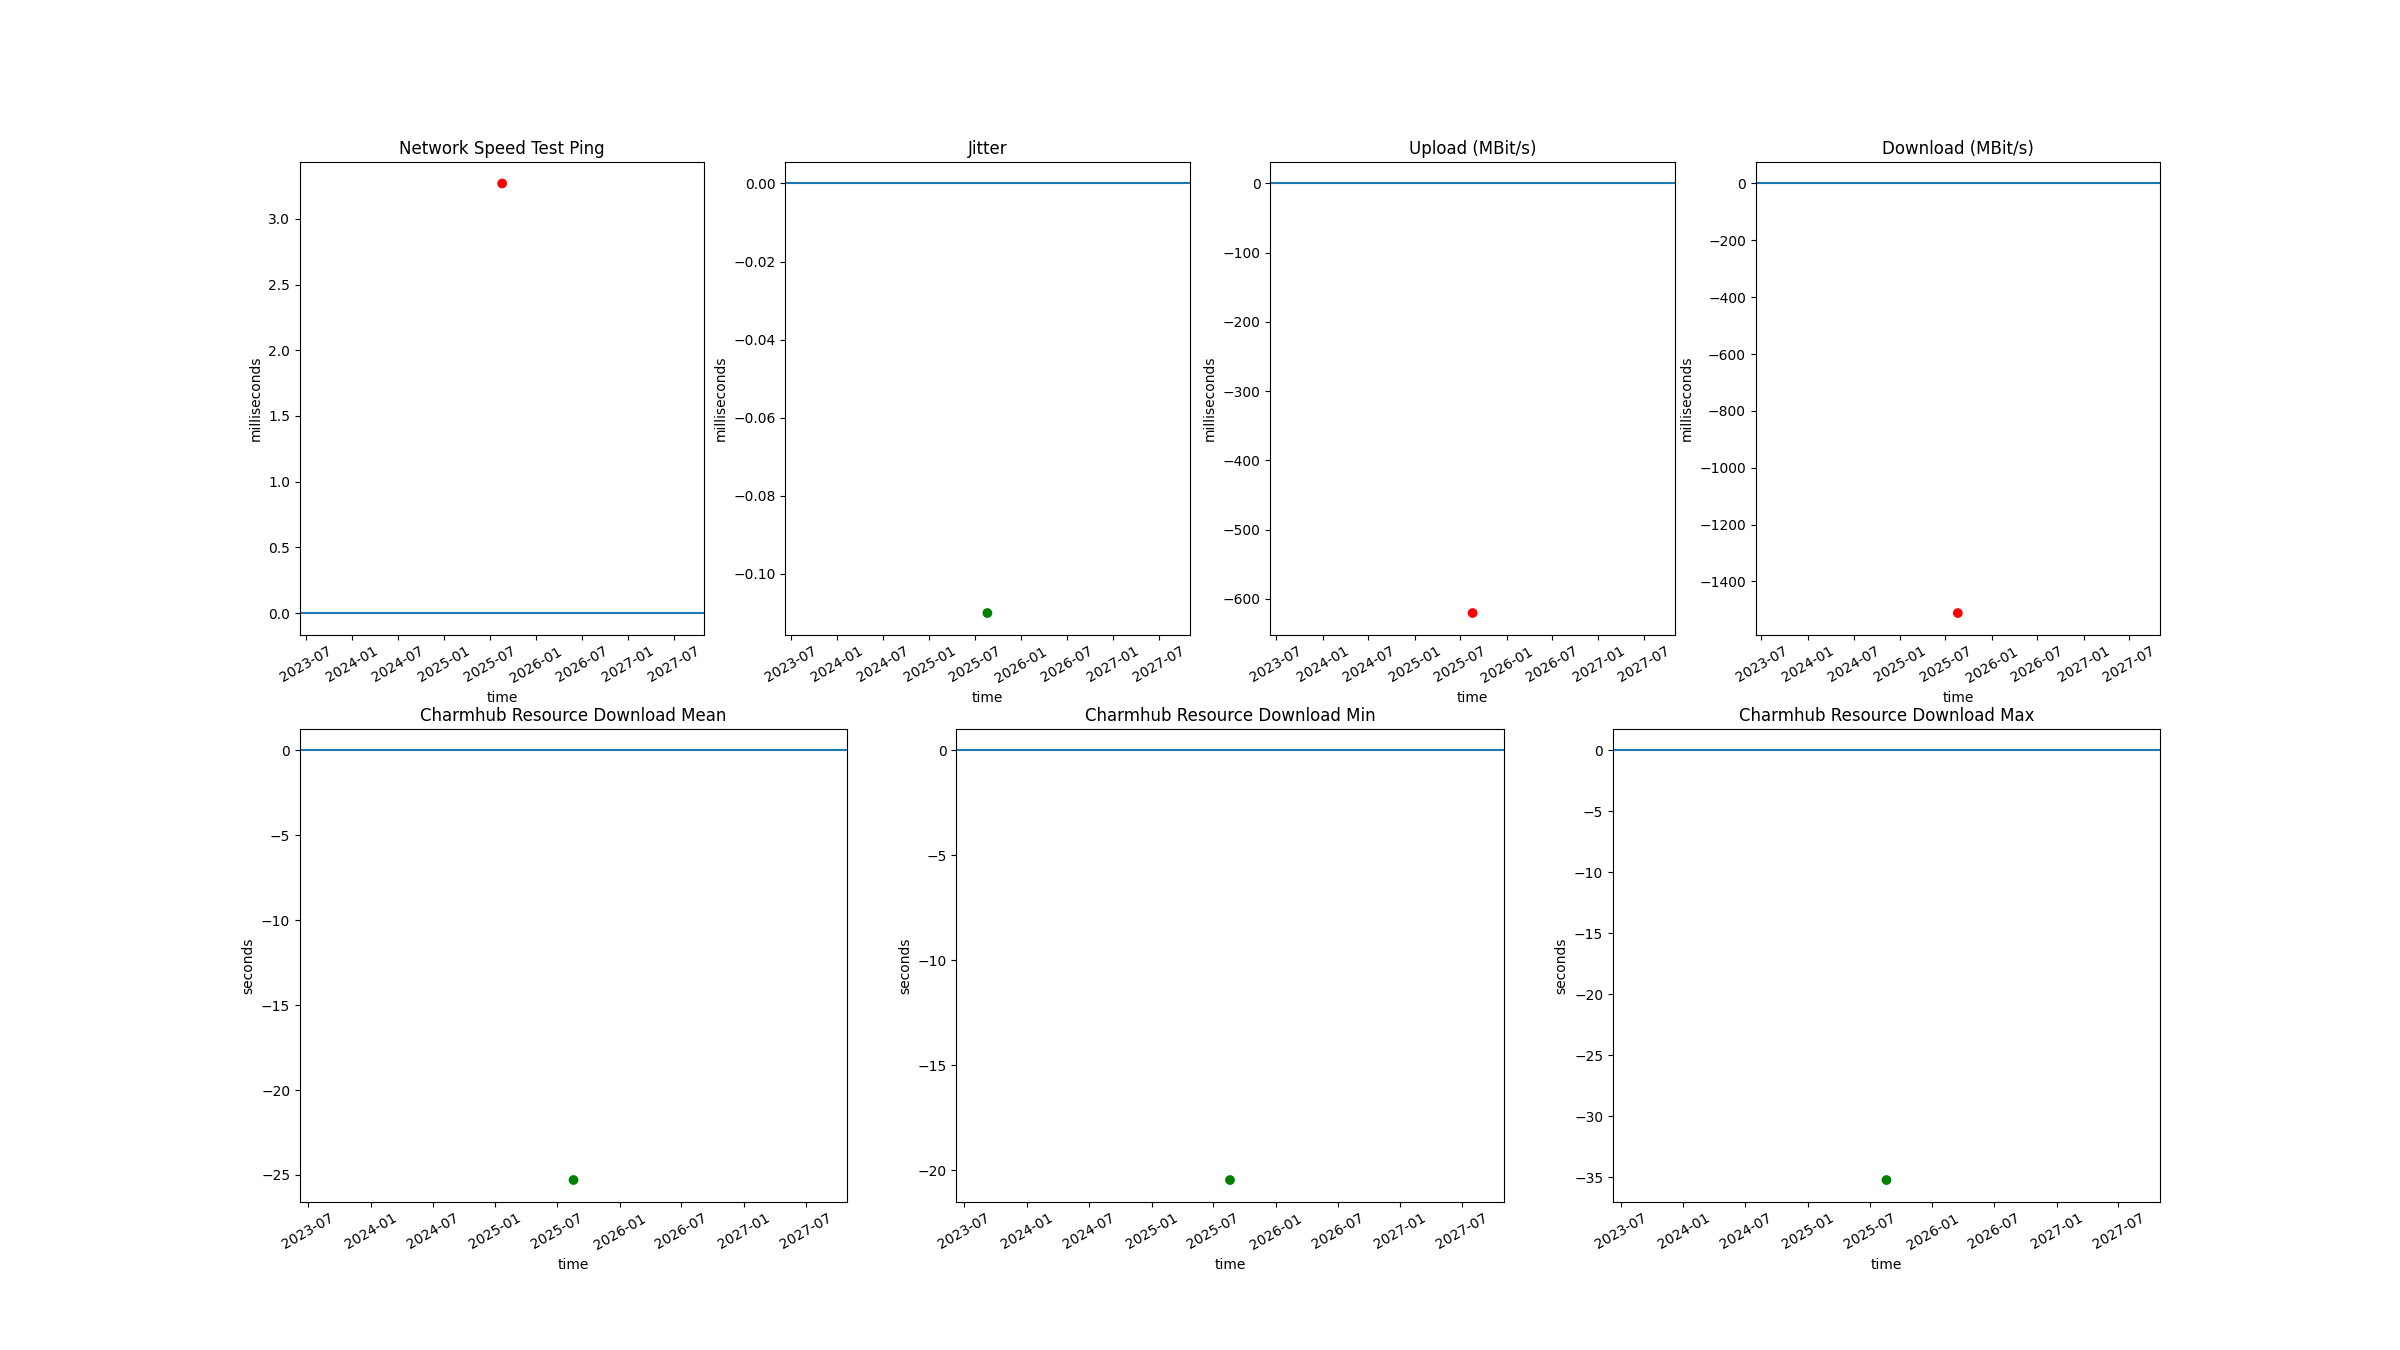 Network Speed Test Ping
milliseconds
3.0
2.5
2.0
1.5
1.0
0.5
0.0
2023-07 2024-01 2024-07 2025-01 2025-07 2026-01 2026-07 2027-01 2027-07
time
Jitter
milliseconds
0.00
−0.02
−0.04
−0.06
−0.08
−0.10
2023-07 2024-01 2024-07 2025-01 2025-07 2026-01 2026-07 2027-01 2027-07
time
Upload (MBit/s)
milliseconds
0
−100
−200
−300
−400
−500
−600
2023-07 2024-01 2024-07 2025-01 2025-07 2026-01 2026-07 2027-01 2027-07
time
Download (MBit/s)
milliseconds
0
−200
−400
−600
−800
−1000
−1200
−1400
2023-07 2024-01 2024-07 2025-01 2025-07 2026-01 2026-07 2027-01 2027-07
time
Charmhub Resource Download Mean
seconds
0
−5
−10
−15
−20
−25
2023-07 2024-01 2024-07 2025-01 2025-07 2026-01 2026-07 2027-01 2027-07
time
Charmhub Resource Download Min
seconds
0
−5
−10
−15
−20
2023-07 2024-01 2024-07 2025-01 2025-07 2026-01 2026-07 2027-01 2027-07
time
Charmhub Resource Download Max
seconds
0
−5
−10
−15
−20
−25
−30
−35
2023-07 2024-01 2024-07 2025-01 2025-07 2026-01 2026-07 2027-01 2027-07
time